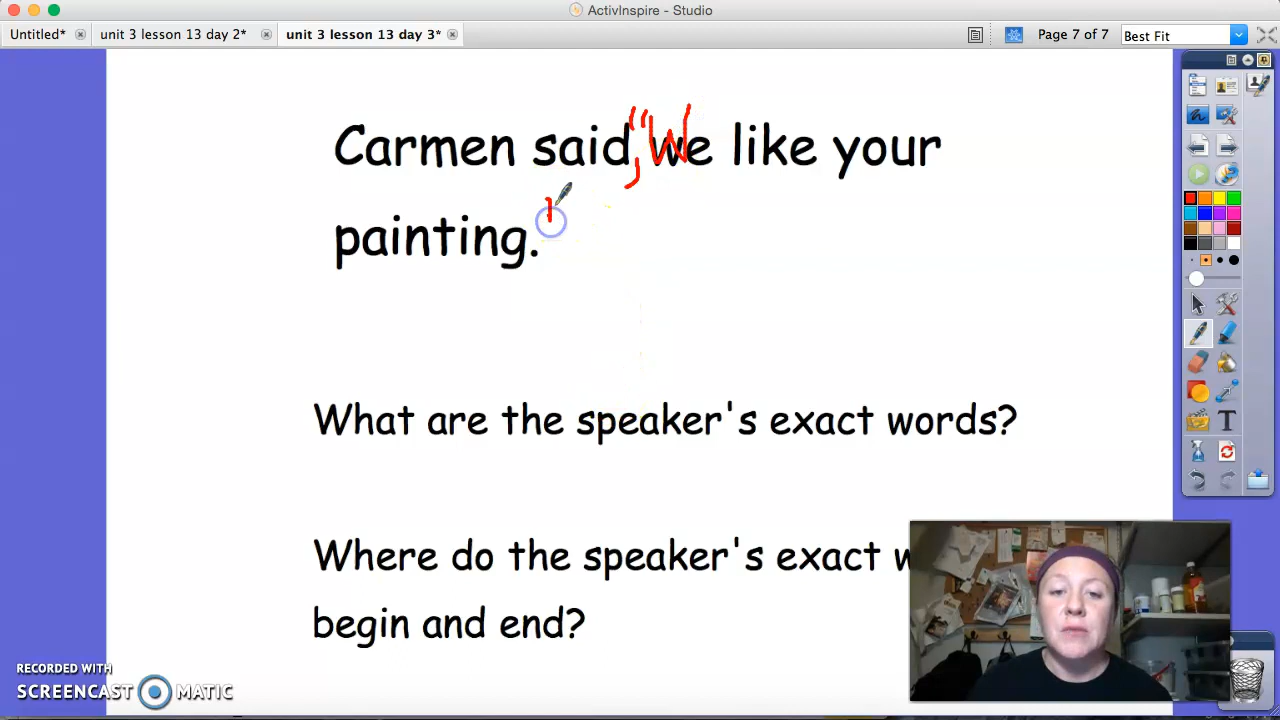 ActivInspire - Studio
Untitled* unit 3 lesson 13 day 2* unit 3 lesson 13 day 3* Page 7 of 7 Best Fit
Carmen said, "We like your
painting.
What are the speaker's exact words?
Where do the speaker's exact
begin and end?
RECORDED WITH
SCREENCAST MATIC